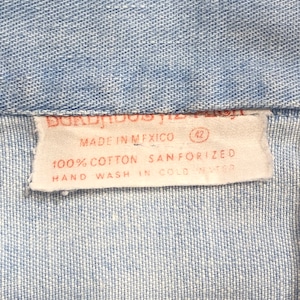 MADE IN MEXICO 42
100% COTTON SANFORIZED
HAND WASH IN COLD WATER